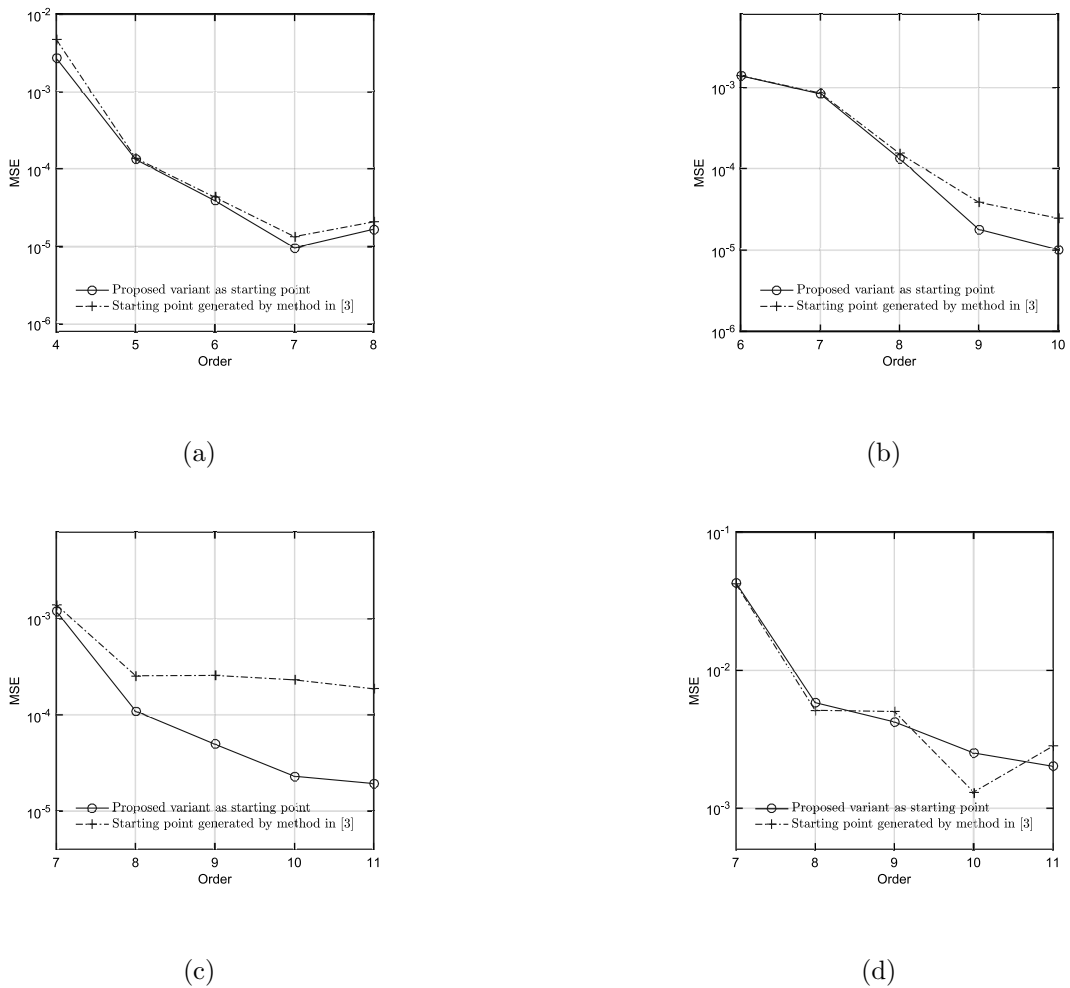 10-2
10-3
10-4
10-5
10-6
MSE
Proposed variant as starting point
Starting point generated by method in [3]
4 5 6 7 8
Order
(a)
10-3
10-4
10-5
10-6
MSE
Proposed variant as starting point
Starting point generated by method in [3]
6 7 8 9 10
Order
(b)
10-3
10-4
10-5
MSE
Proposed variant as starting point
Starting point generated by method in [3]
7 8 9 10 11
Order
(c)
10-1
10-2
10-3
MSE
Proposed variant as starting point
Starting point generated by method in [3]
7 8 9 10 11
Order
(d)